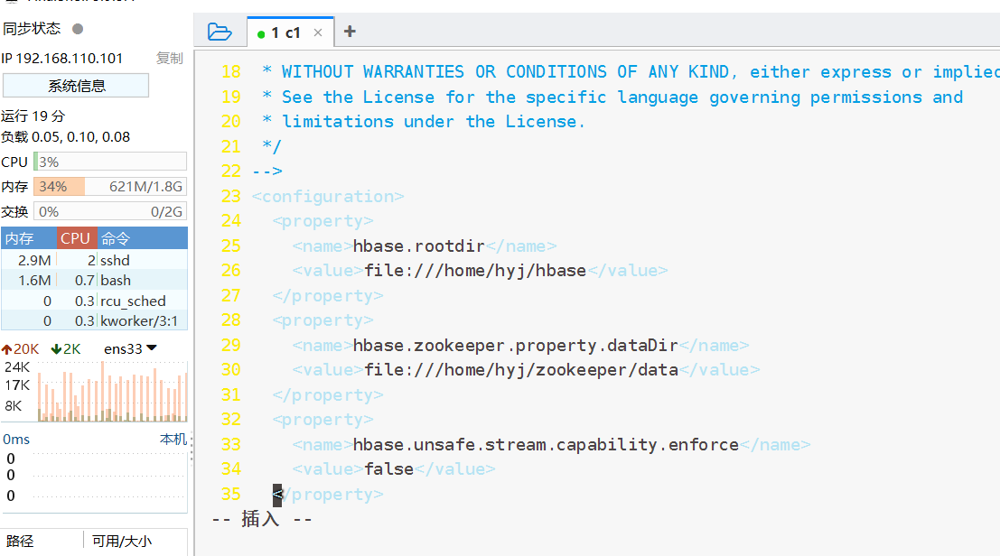 同步状态
IP 192.168.110.101 复制
系统信息
运行 19 分
负载 0.05, 0.10, 0.08
CPU 3%
内存 34% 621M/1.8G
交换 0% 0/2G
内存 CPU 命令
2.9M 2 sshd
1.6M 0.7 bash
0 0.3 rcu_sched
0 0.3 kworker/3:1
20K 2K ens33
24K
17K
8K
0ms 本机
0
0
0
路径 可用/大小
1 c1
18 * WITHOUT WARRANTIES OR CONDITIONS OF ANY KIND, either express or implied
19 * See the License for the specific language governing permissions and
20 * limitations under the License.
21 */
22 -->
23 <configuration>
24 <property>
25 <name>hbase.rootdir</name>
26 <value>file:///home/hyj/hbase</value>
27 </property>
28 <property>
29 <name>hbase.zookeeper.property.dataDir</name>
30 <value>file:///home/hyj/zookeeper/data</value>
31 </property>
32 <property>
33 <name>hbase.unsafe.stream.capability.enforce</name>
34 <value>false</value>
35 </property>
-- 插入 --